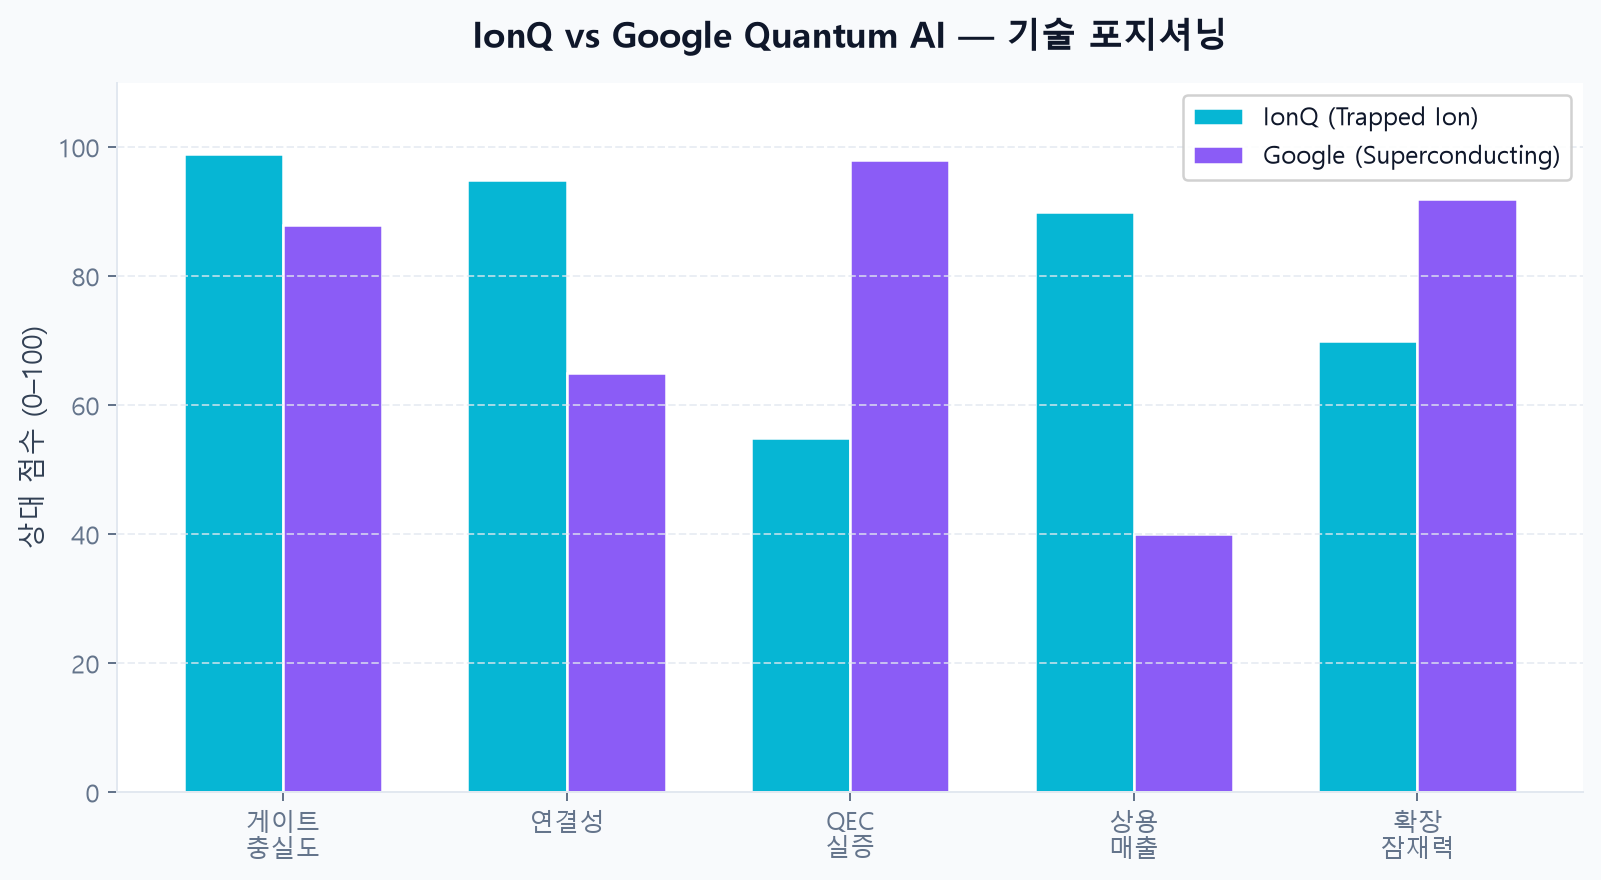 IonQ vs Google Quantum AI — 기술 포지셔닝
IonQ (Trapped Ion)
Google (Superconducting)
상대 점수 (0–100)
100
80
60
40
20
0
게이트
충실도
연결성
QEC
실증
상용
매출
확장
잠재력